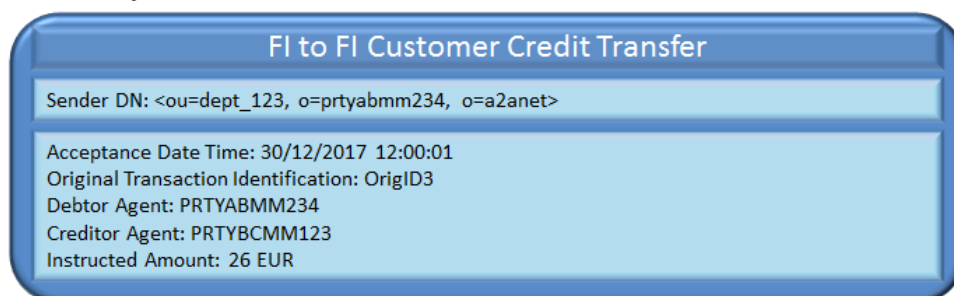 FI to FI Customer Credit Transfer
Sender DN: <ou=dept_123, o=prtyabmm234, o=a2anet>
Acceptance Date Time: 30/12/2017 12:00:01
Original Transaction Identification: OrigID3
Debtor Agent: PRTYABMM234
Creditor Agent: PRTYBCMM123
Instructed Amount: 26 EUR